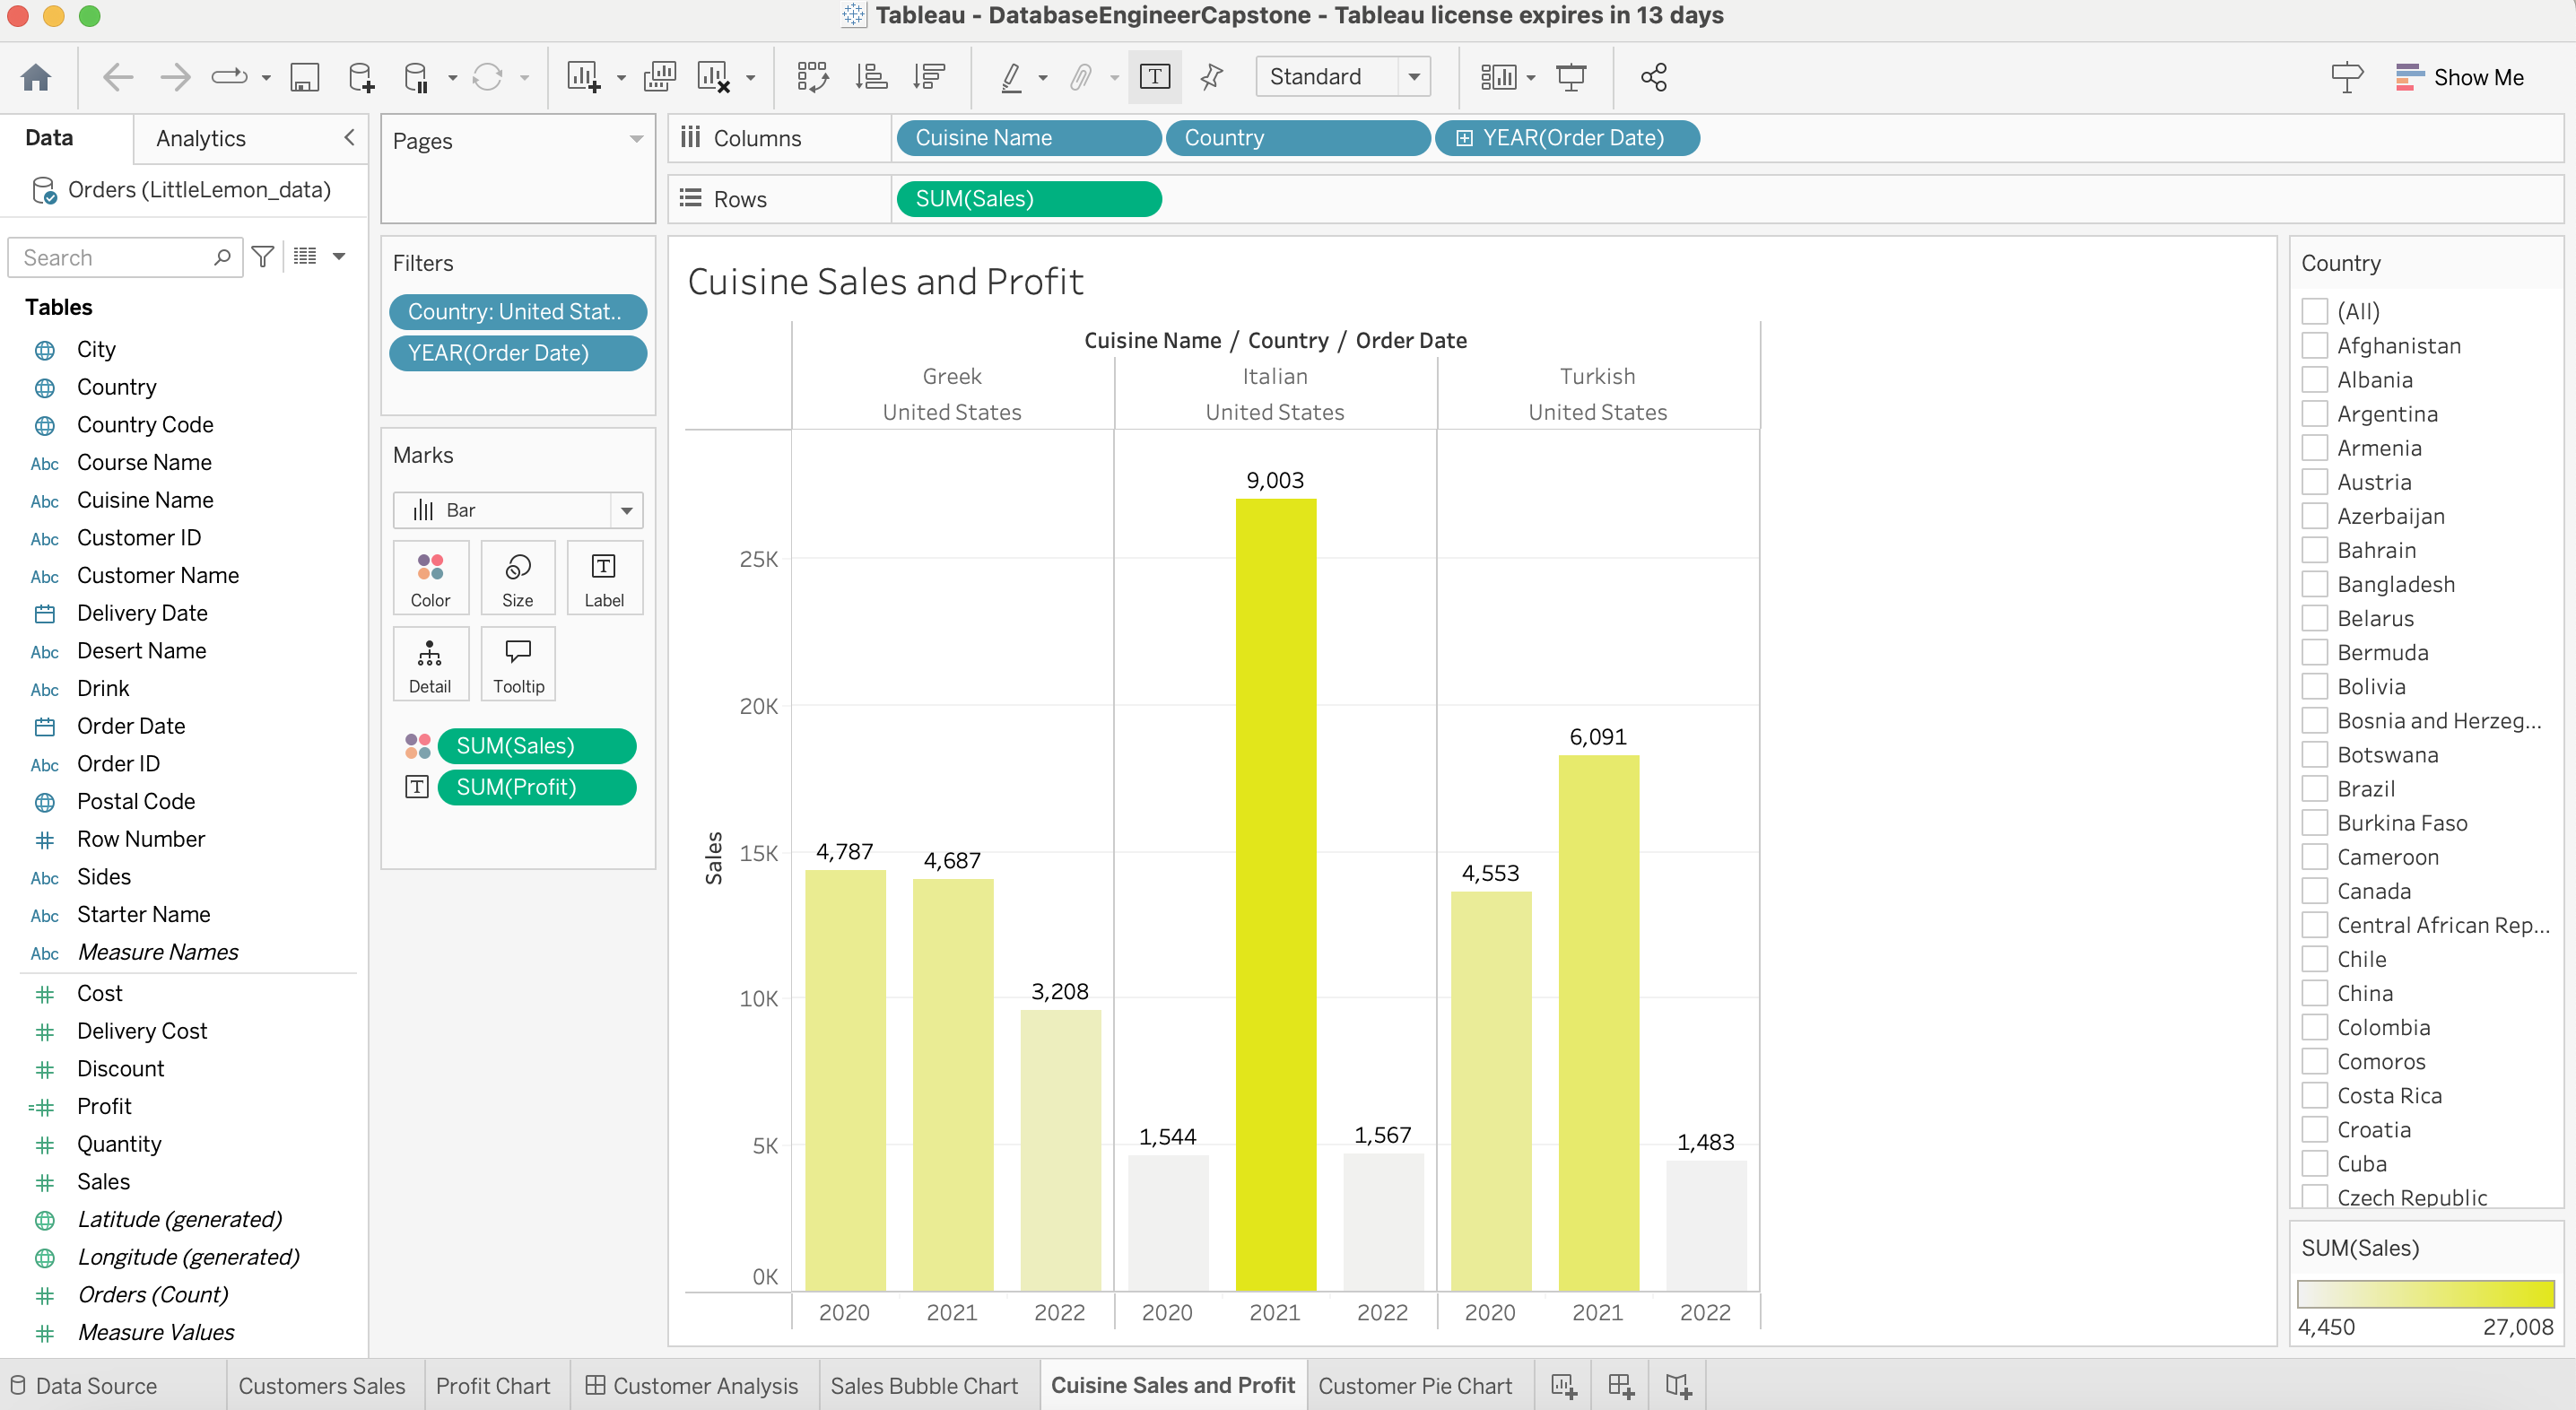 Tableau - DatabaseEngineerCapstone - Tableau license expires in 13 days
Standard
Show Me
Data
Analytics
Orders (LittleLemon_data)
Search
Tables
City
Country
Country Code
Abc Course Name
Abc Cuisine Name
Abc Customer ID
Abc Customer Name
Delivery Date
Abc Desert Name
Abc Drink
Order Date
Abc Order ID
Postal Code
Row Number
Abc Sides
Abc Starter Name
Abc Measure Names
Cost
Delivery Cost
Discount
=# Profit
Quantity
Sales
Latitude (generated)
Longitude (generated)
Orders (Count)
Measure Values
Pages
Filters
Country: United Stat..
YEAR(Order Date)
Marks
Bar
Color
Size
Label
Detail
Tooltip
SUM(Sales)
SUM(Profit)
Columns
Cuisine Name
Country
YEAR(Order Date)
Rows
SUM(Sales)
Cuisine Sales and Profit
Cuisine Name / Country / Order Date
Greek
Italian
Turkish
United States
United States
United States
Sales
25K
20K
15K
10K
5K
0K
4,787
4,687
3,208
1,544
9,003
1,567
4,553
6,091
1,483
2020
2021
2022
2020
2021
2022
2020
2021
2022
Country
(All)
Afghanistan
Albania
Argentina
Armenia
Austria
Azerbaijan
Bahrain
Bangladesh
Belarus
Bermuda
Bolivia
Bosnia and Herzeg...
Botswana
Brazil
Burkina Faso
Cameroon
Canada
Central African Rep...
Chile
China
Colombia
Comoros
Costa Rica
Croatia
Cuba
Czech Republic
SUM(Sales)
4,450
27,008
Data Source
Customers Sales
Profit Chart
Customer Analysis
Sales Bubble Chart
Cuisine Sales and Profit
Customer Pie Chart